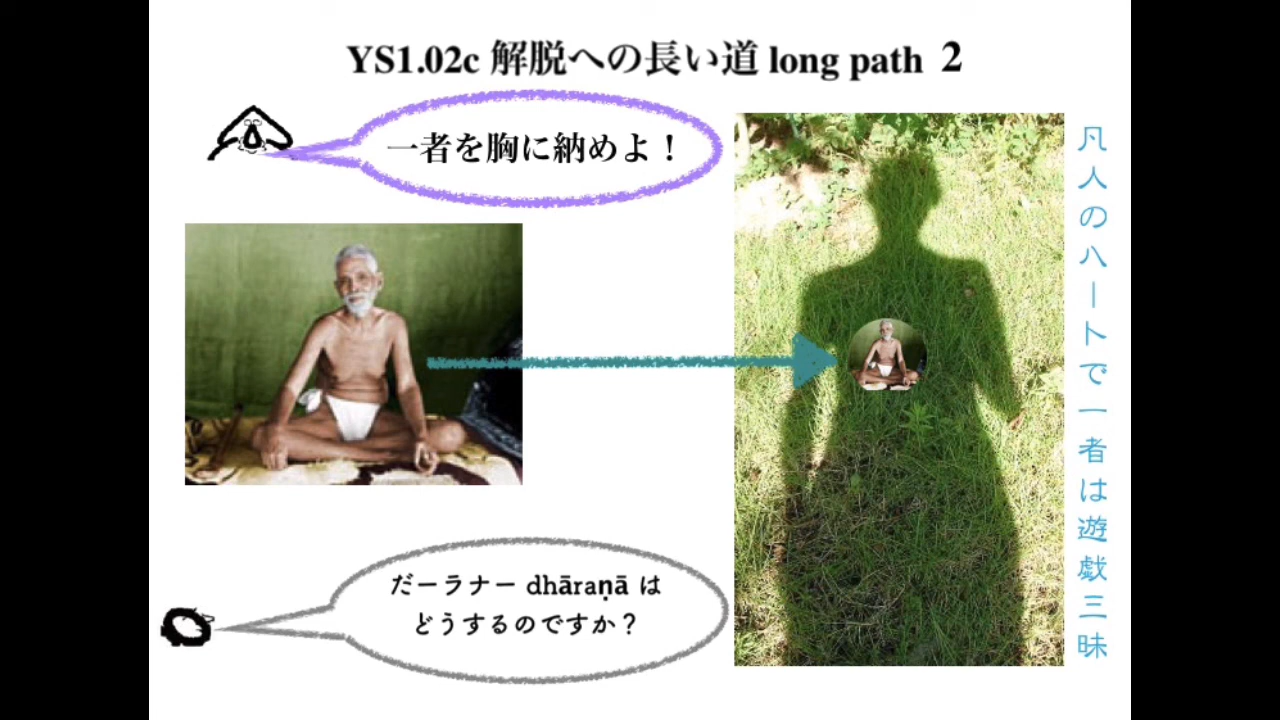 YS1.02c 解脱への長い道 long path 2
一者を胸に納めよ！
凡人のハートで一者は遊戯三昧
だーラナー dhāraṇā は
どうするのですか？